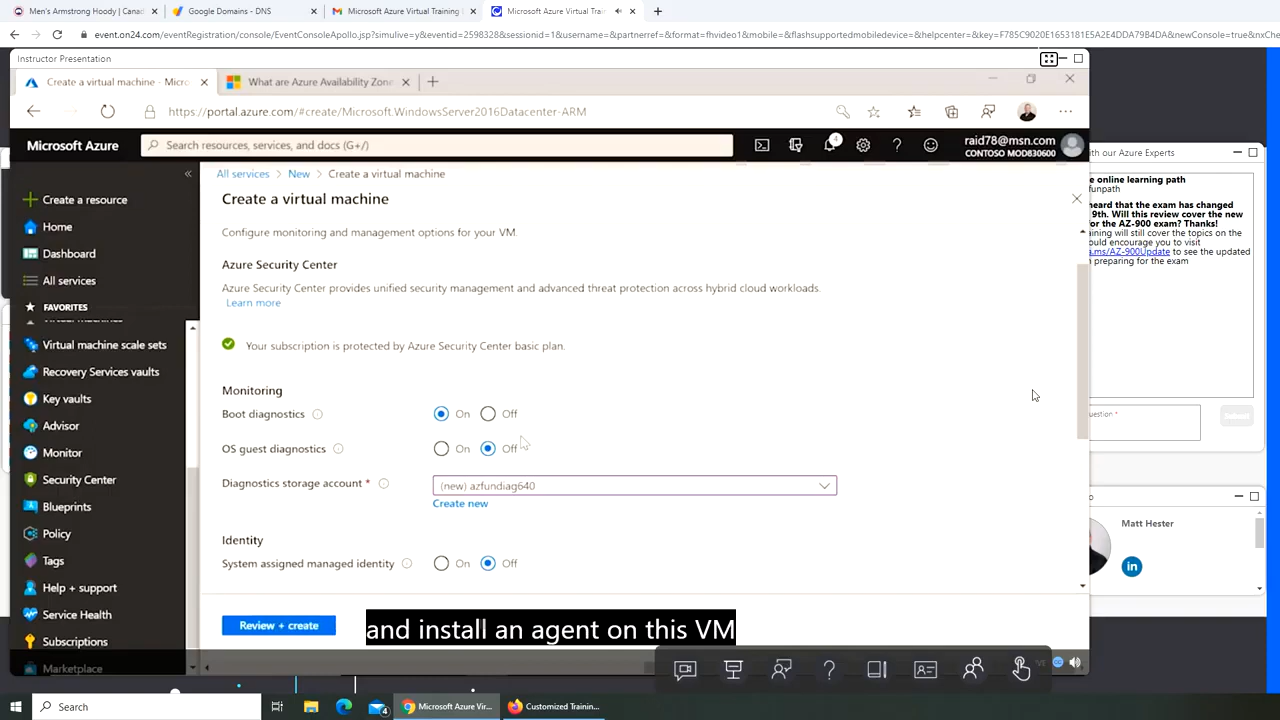 Men's Armstrong Hoody | Canad
Google Domains - DNS
Microsoft Azure Virtual Training
Microsoft Azure Virtual Train
event.on24.com/eventRegistration/console/EventConsoleApollo.jsp?simulive=y&eventid=2598328&sessionid=1&username=&partnerref=&format=fhvideo1&mobile=&flashsupportedmobiledevice=&helpcenter=&key=F785C9020E1653181E5A2E4DDA79B4DA&newConsole=true&nxChe
Instructor Presentation
Create a virtual machine - Micro
What are Azure Availability Zone
https://portal.azure.com/#create/Microsoft.WindowsServer2016Datacenter-ARM
Microsoft Azure
Search resources, services, and docs (G+/)
4
raid78@msn.com
CONTOSO MOD830600
Create a resource
Home
Dashboard
All services
FAVORITES
Virtual machines
Virtual machine scale sets
Recovery Services vaults
Key vaults
Advisor
Monitor
Security Center
Blueprints
Policy
Tags
Help + support
Service Health
Subscriptions
Marketplace
All services > New > Create a virtual machine
Create a virtual machine
Configure monitoring and management options for your VM.
Azure Security Center
Azure Security Center provides unified security management and advanced threat protection across hybrid cloud workloads.
Learn more
Your subscription is protected by Azure Security Center basic plan.
Monitoring
Boot diagnostics On Off
OS guest diagnostics On Off
Diagnostics storage account * (new) azfundiag640
Create new
Identity
System assigned managed identity On Off
Review + create
and install an agent on this VM
ith our Azure Experts
e online learning path
funpath
heard that the exam has changed
9th. Will this review cover the new
for the AZ-900 exam? Thanks!
aining will still cover the topics on the
ould encourage you to visit
a.ms/AZ-900Update to see the updated
n preparing for the exam
uestion *
Submit
Matt Hester
in
Search
4
Microsoft Azure Vir...
Customized Trainin...